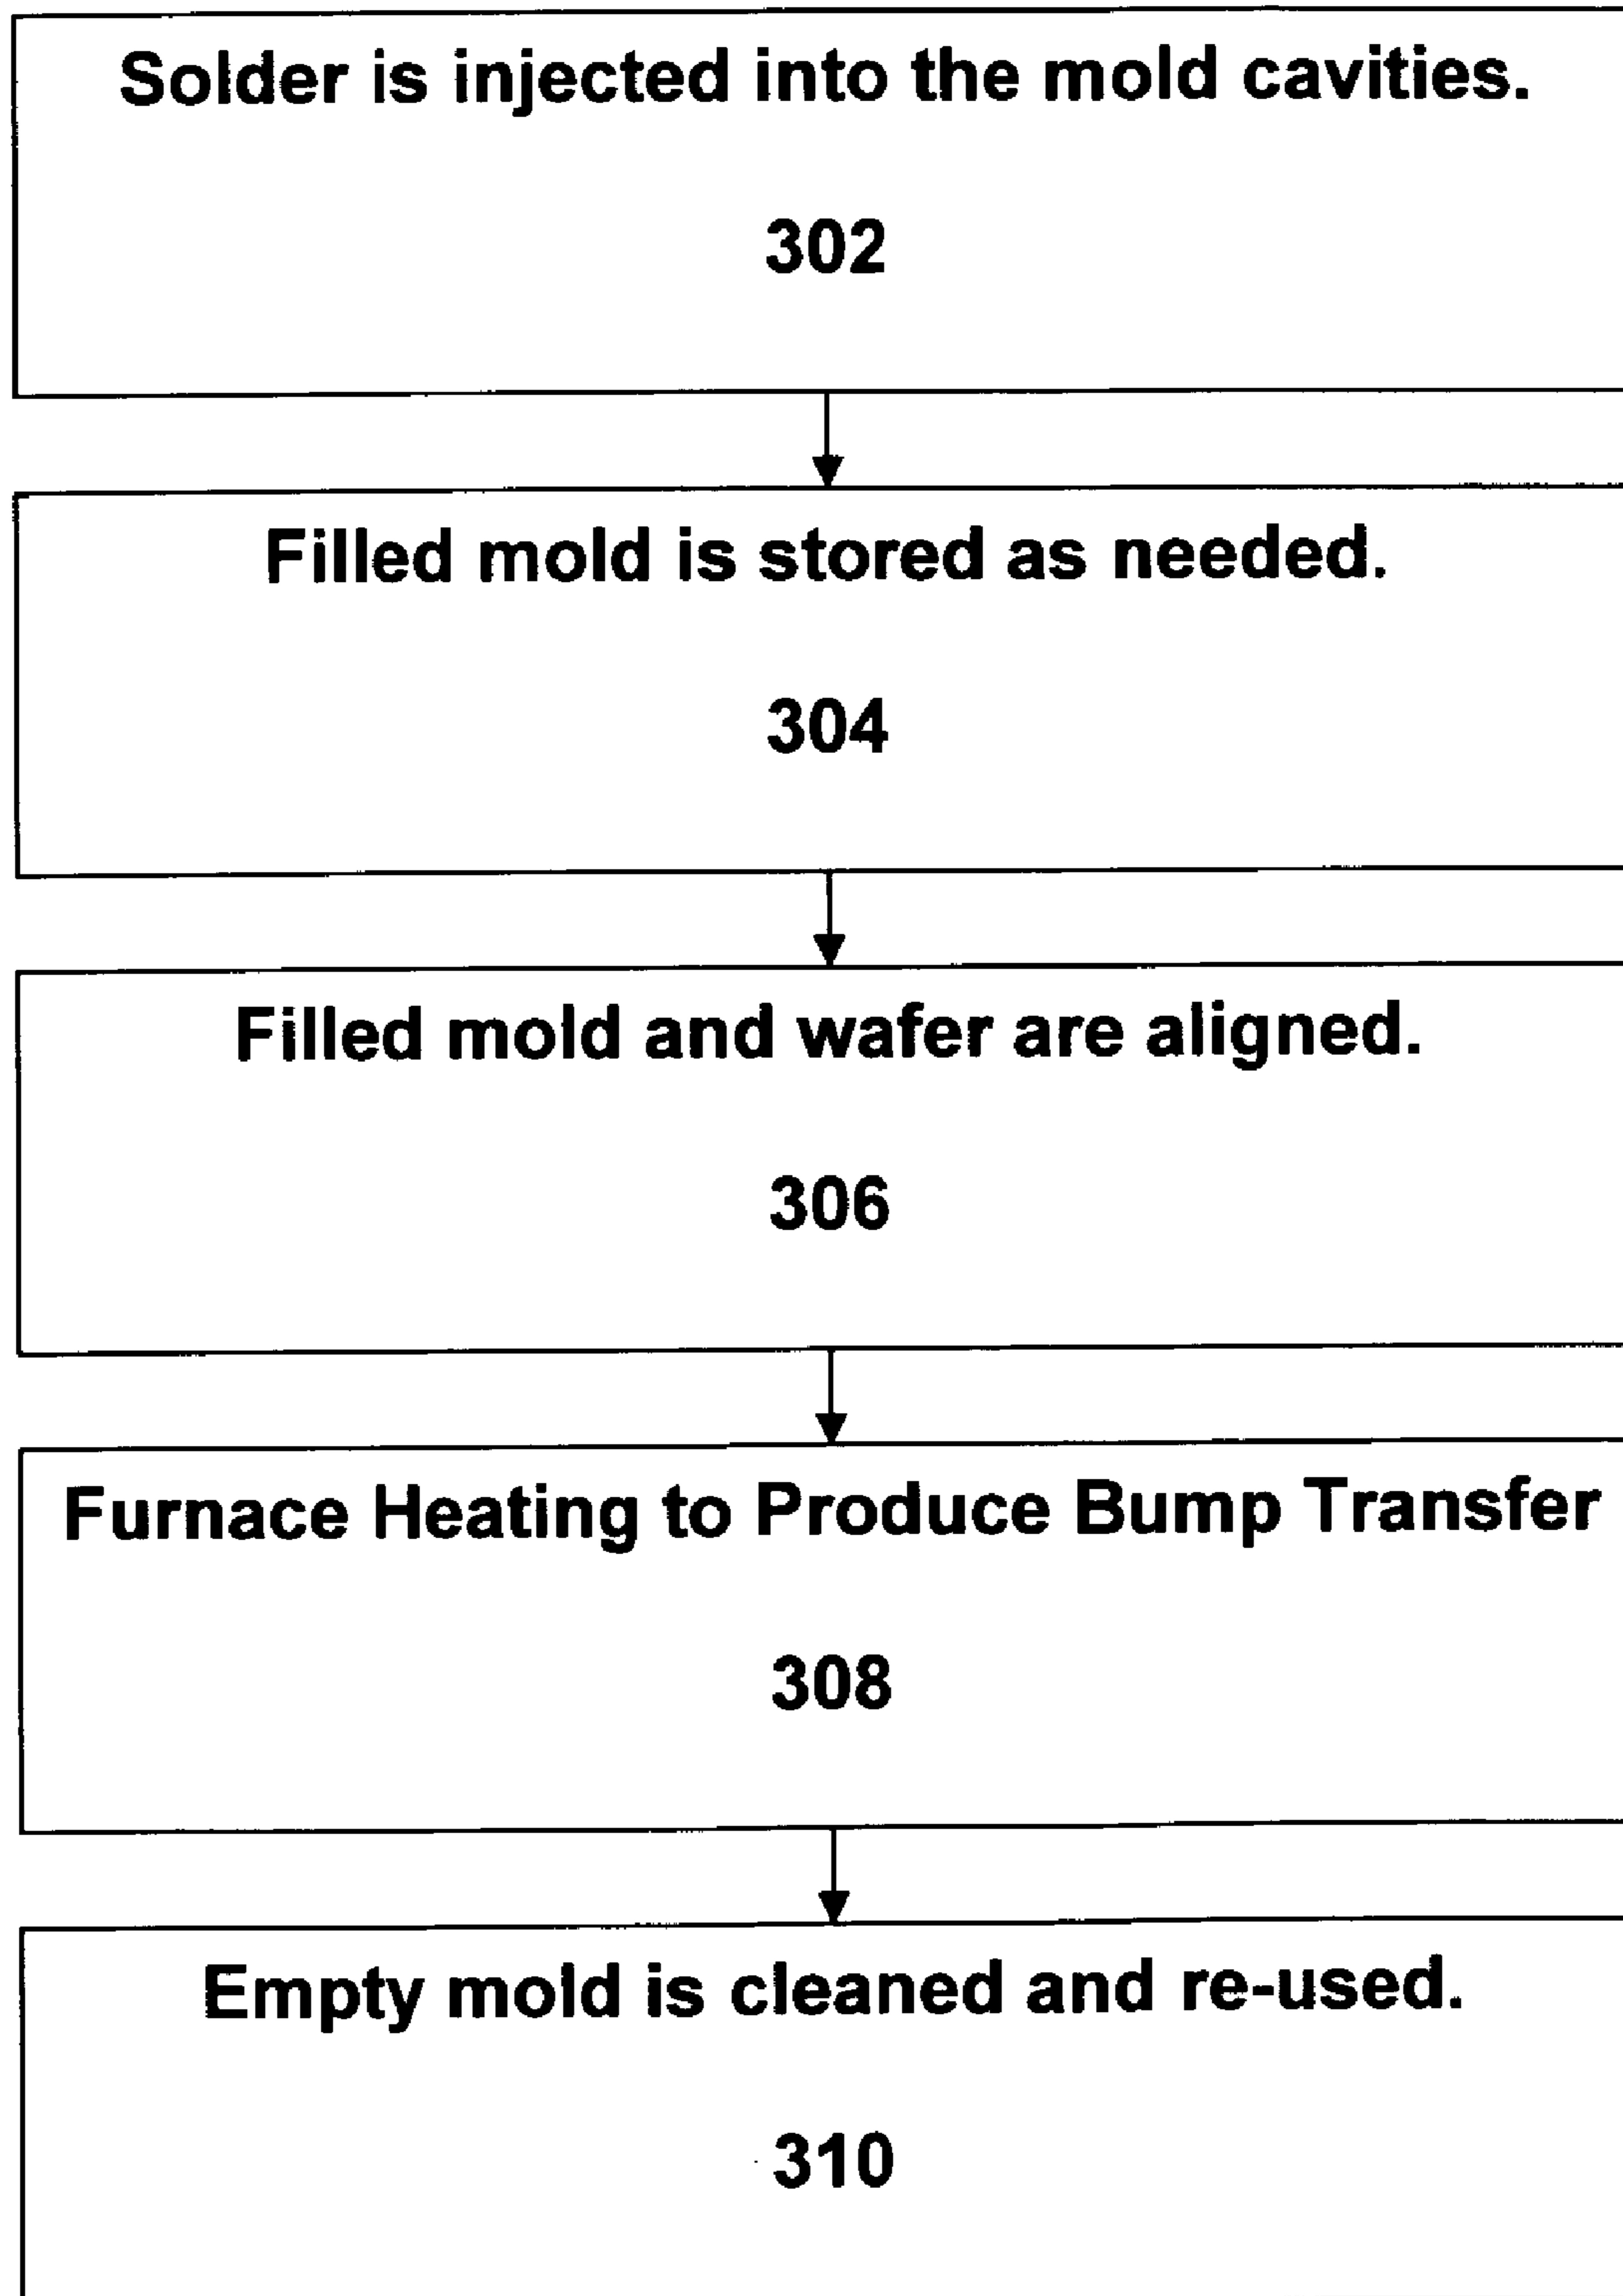 Solder is injected into the mold cavities.
302
Filled mold is stored as needed.
304
Filled mold and wafer are aligned.
306
Furnace Heating to Produce Bump Transfer
308
Empty mold is cleaned and re-used.
310